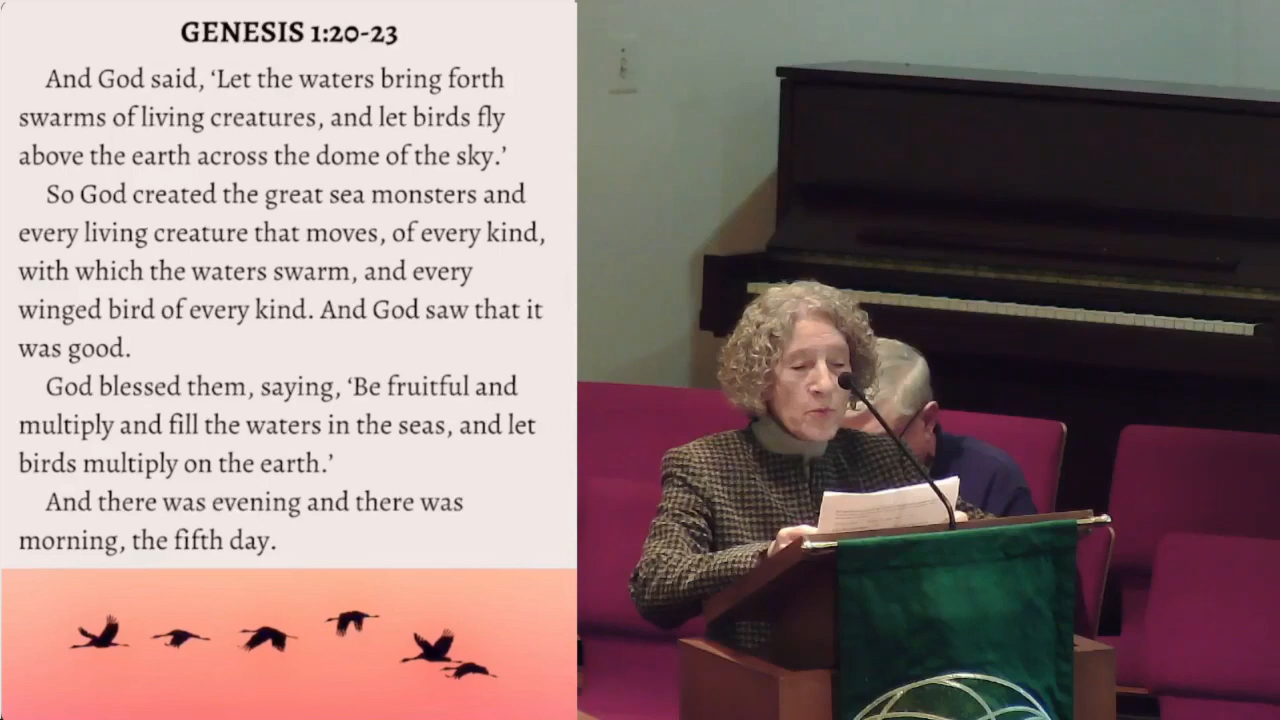 GENESIS 1:20-23
And God said, ‘Let the waters bring forth
swarms of living creatures, and let birds fly
above the earth across the dome of the sky.’
So God created the great sea monsters and
every living creature that moves, of every kind,
with which the waters swarm, and every
winged bird of every kind. And God saw that it
was good.
God blessed them, saying, ‘Be fruitful and
multiply and fill the waters in the seas, and let
birds multiply on the earth.’
And there was evening and there was
morning, the fifth day.